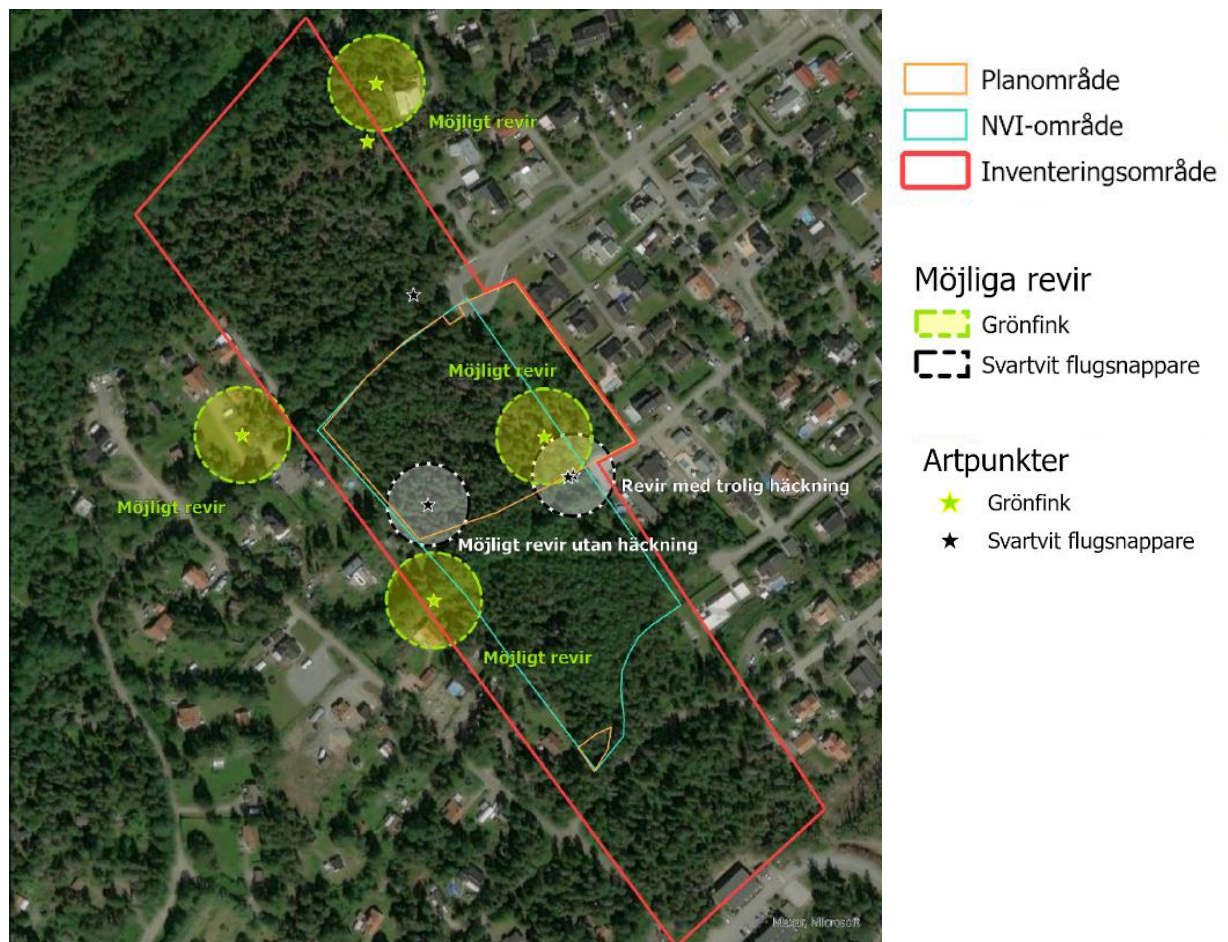 Möjligt revir
Möjligt revir
Möjligt revir
Revir med trolig häckning
Möjligt revir utan häckning
Möjligt revir
Microsoft
Planområde
NVI-område
Inventeringsområde
Möjliga revir
Grönfink
Svartvit flugsnappare
Artpunkter
Grönfink
Svartvit flugsnappare